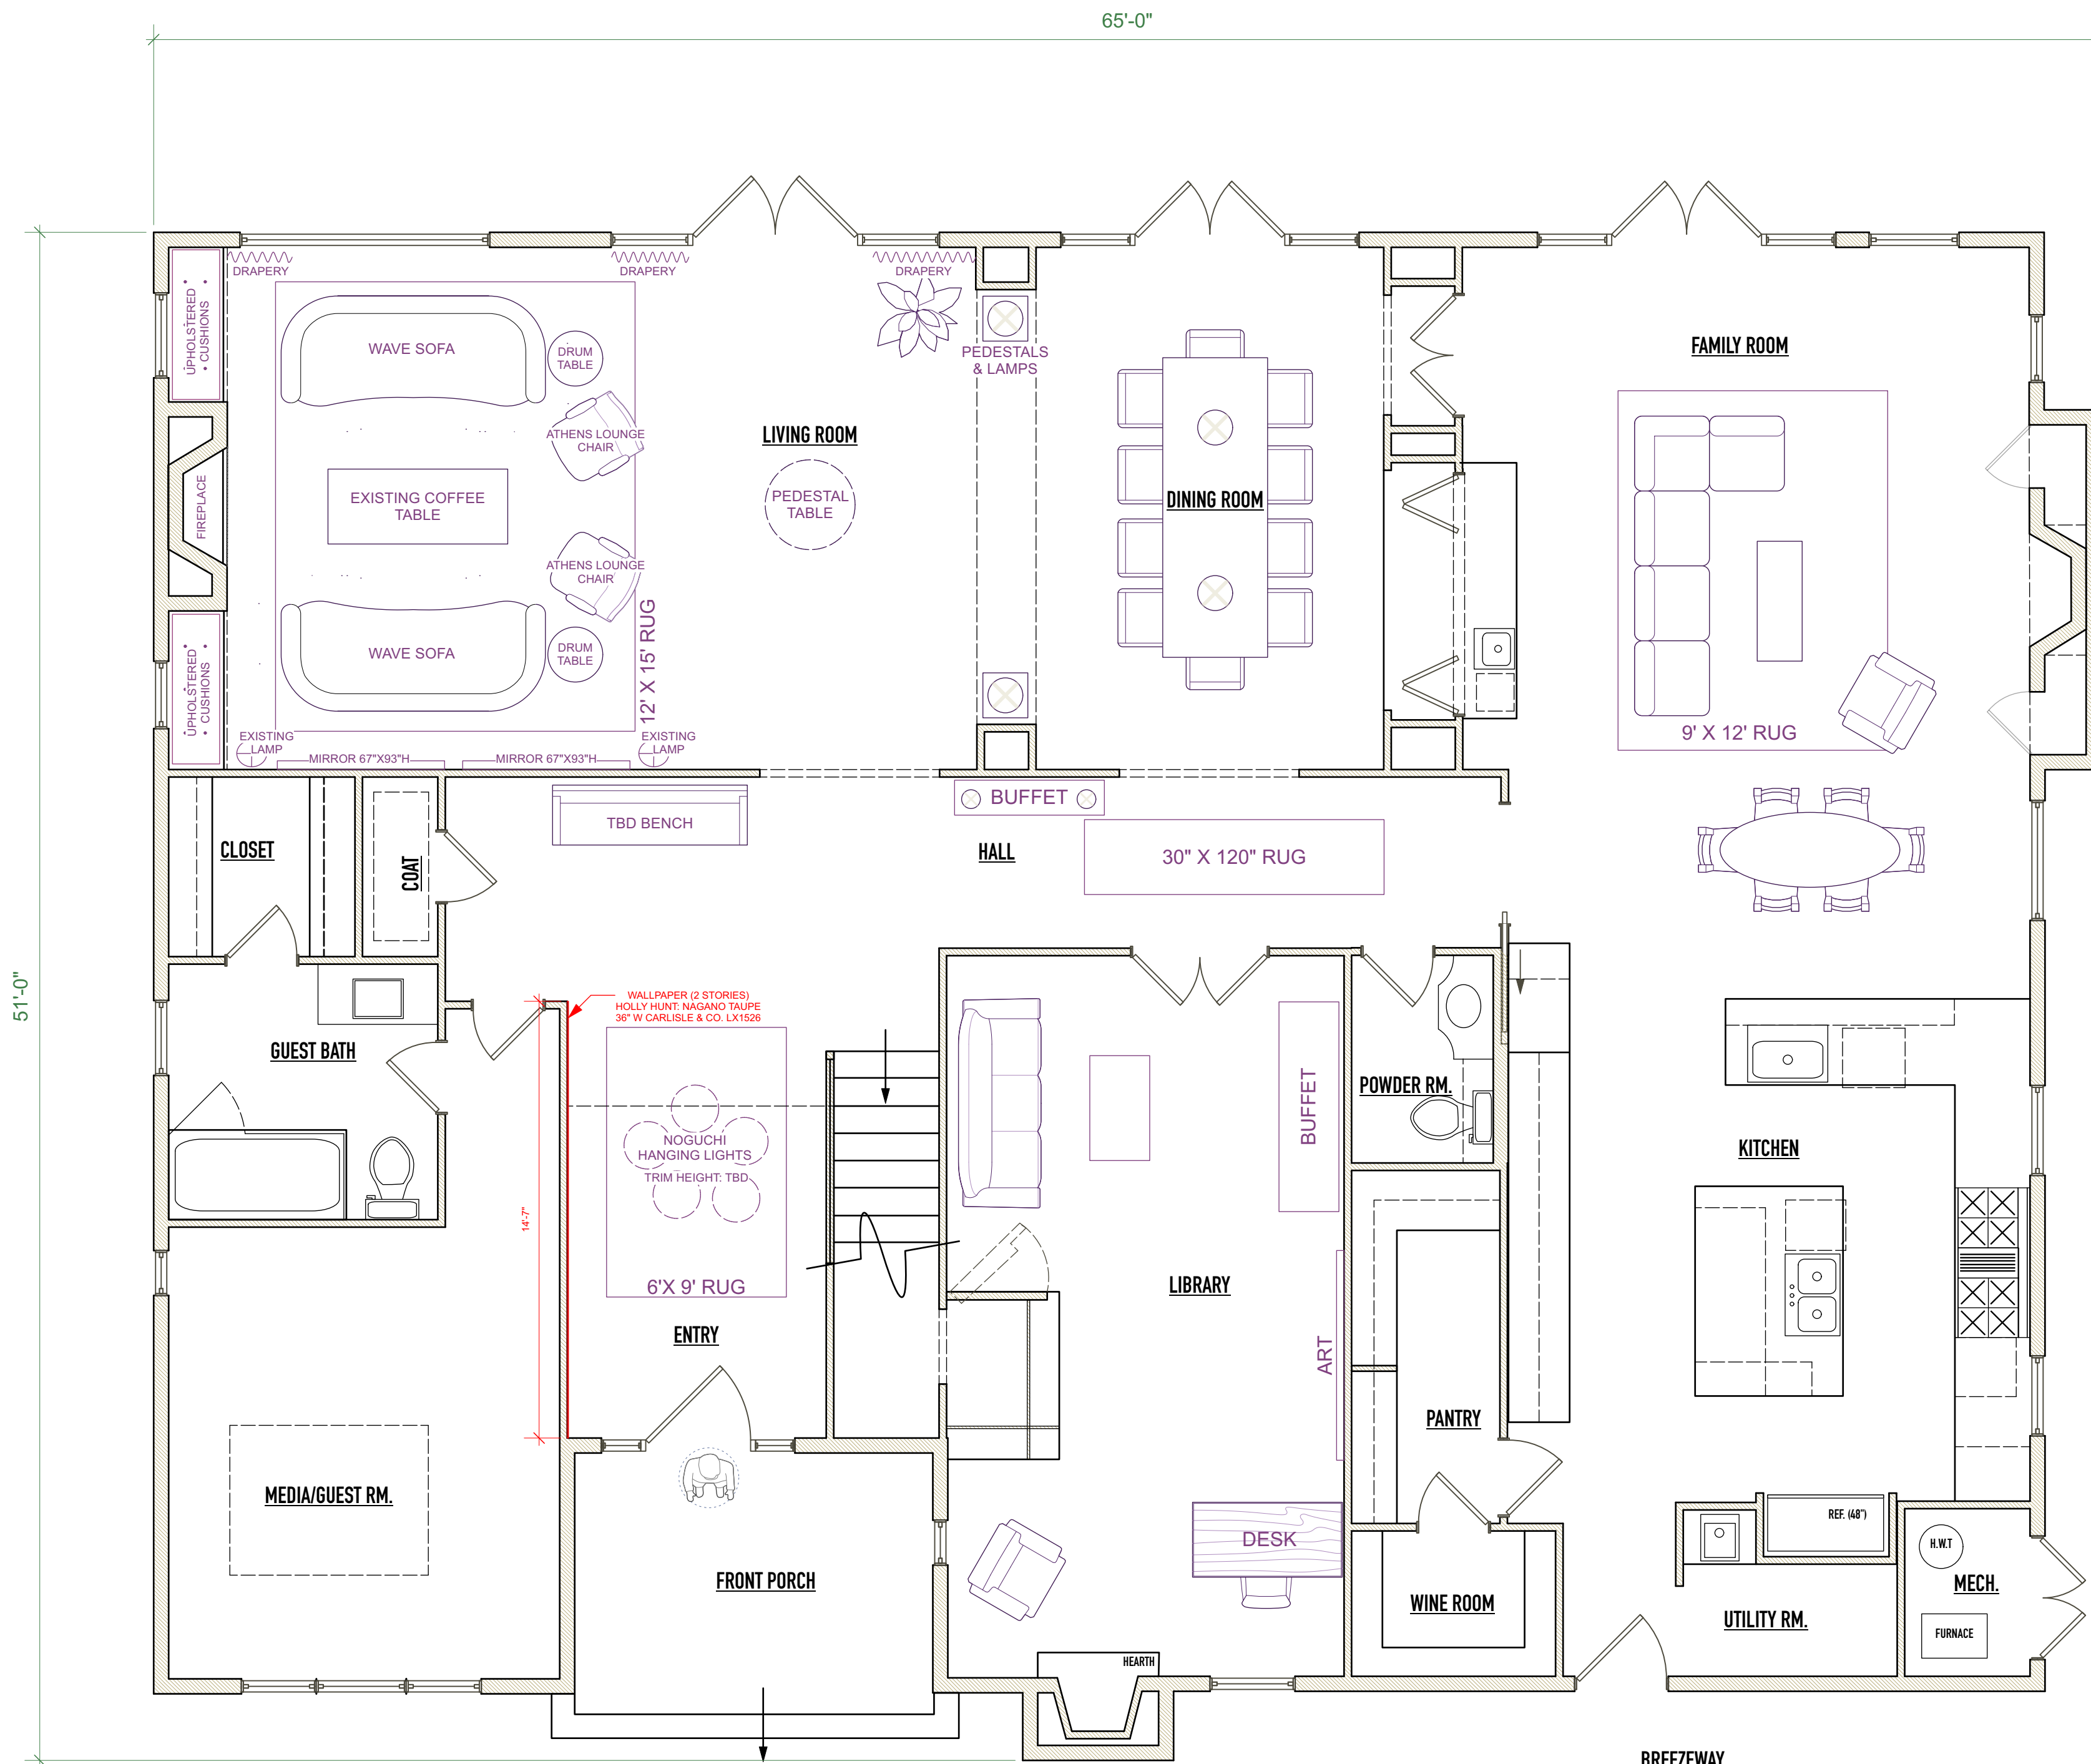 65'-0"
DRAPERY
DRAPERY
DRAPERY
UPHOLSTERED
CUSHIONS
WAVE SOFA
DRUM
TABLE
PEDESTALS
& LAMPS
FAMILY ROOM
ATHENS LOUNGE
CHAIR
LIVING ROOM
FIREPLACE
EXISTING COFFEE
TABLE
PEDESTAL
TABLE
DINING ROOM
ATHENS LOUNGE
CHAIR
12' X 15' RUG
WAVE SOFA
DRUM
TABLE
UPHOLSTERED
CUSHIONS
9' X 12' RUG
EXISTING
LAMP
MIRROR 67"X93"H
MIRROR 67"X93"H
EXISTING
LAMP
BUFFET
TBD BENCH
CLOSET
COAT
HALL
30" X 120" RUG
51'-0"
WALLPAPER (2 STORIES)
HOLLY HUNT: NAGANO TAUPE
36" W CARLISLE & CO. LX1526
GUEST BATH
POWDER RM.
BUFFET
NOGUCHI
HANGING LIGHTS
TRIM HEIGHT: TBD
KITCHEN
14'-7"
6'X 9' RUG
LIBRARY
ENTRY
ART
PANTRY
MEDIA/GUEST RM.
REF. (48")
DESK
H.W.T
FRONT PORCH
MECH.
WINE ROOM
UTILITY RM.
FURNACE
HEARTH
BREEZEWAY